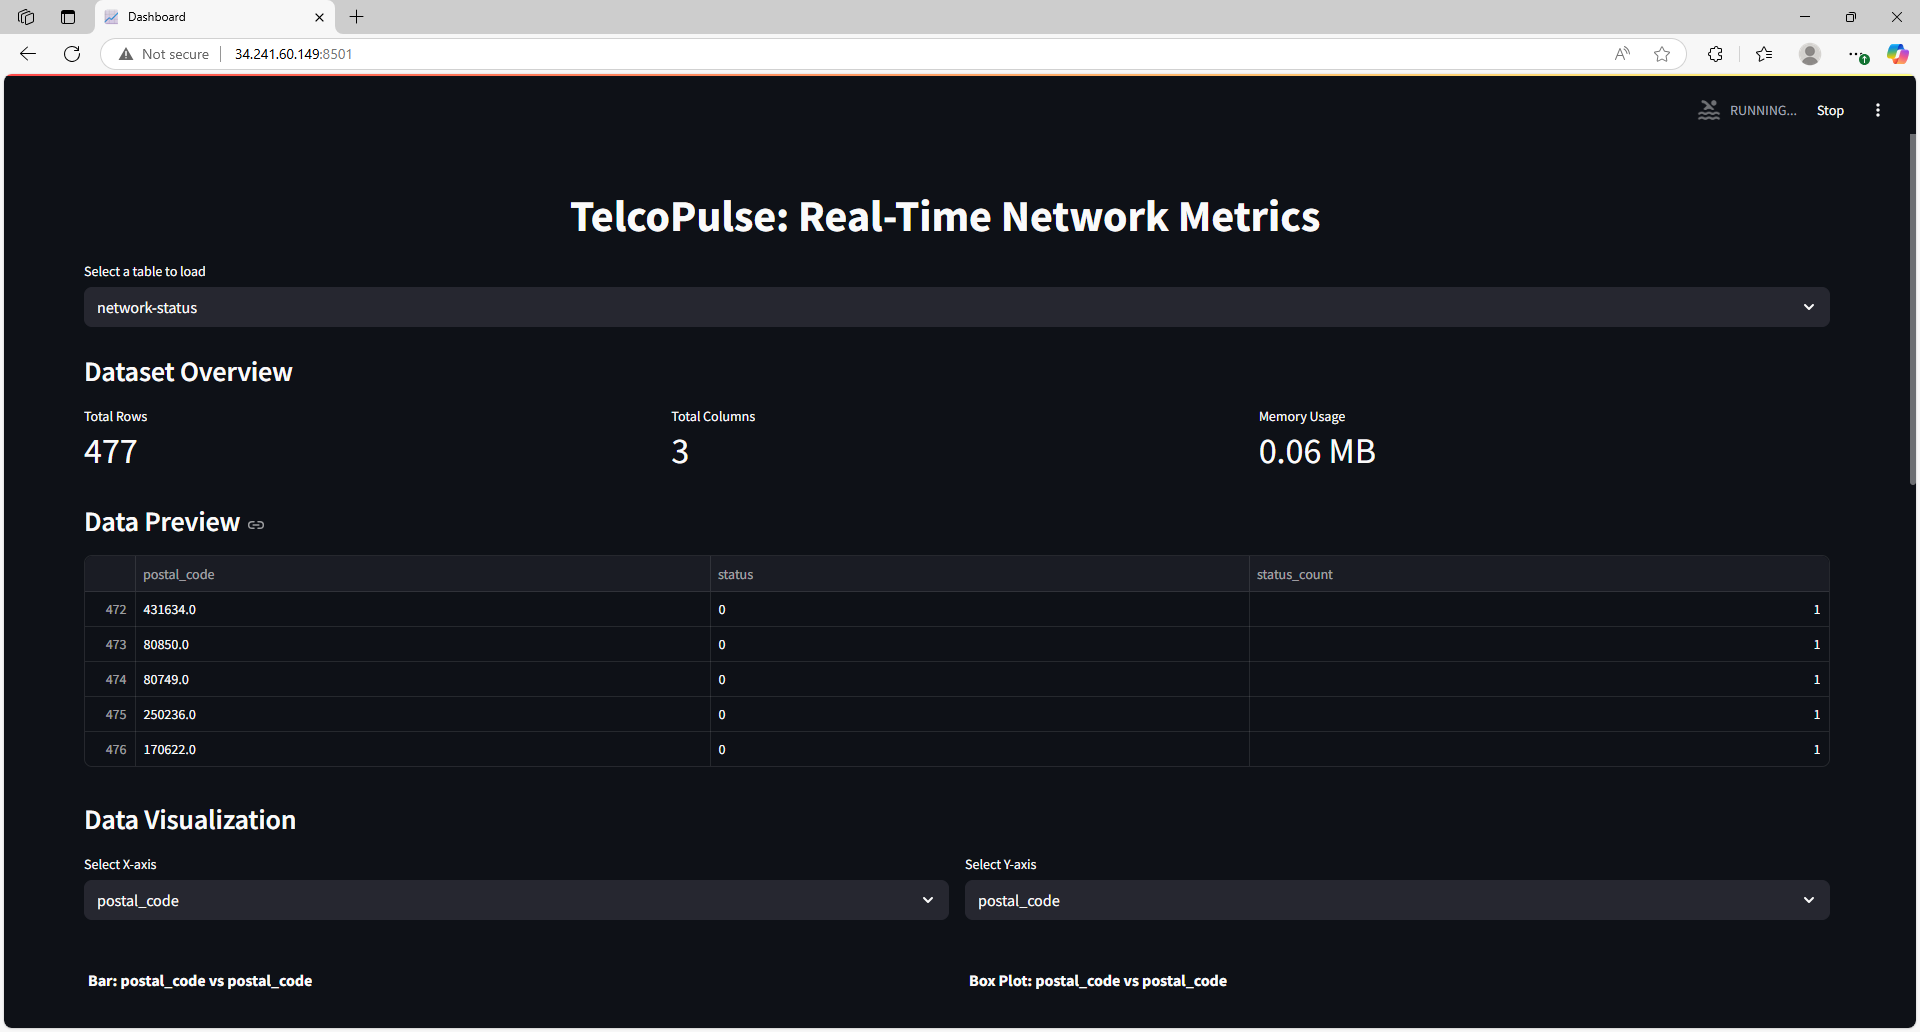 Dashboard
Not secure 34.241.60.149:8501
RUNNING... Stop
TelcoPulse: Real-Time Network Metrics
Select a table to load
network-status
Dataset Overview
Total Rows Total Columns Memory Usage
477 3 0.06 MB
Data Preview
postal_code status status_count
472 431634.0 0 1
473 80850.0 0 1
474 80749.0 0 1
475 250236.0 0 1
476 170622.0 0 1
Data Visualization
Select X-axis Select Y-axis
postal_code postal_code
Bar: postal_code vs postal_code Box Plot: postal_code vs postal_code